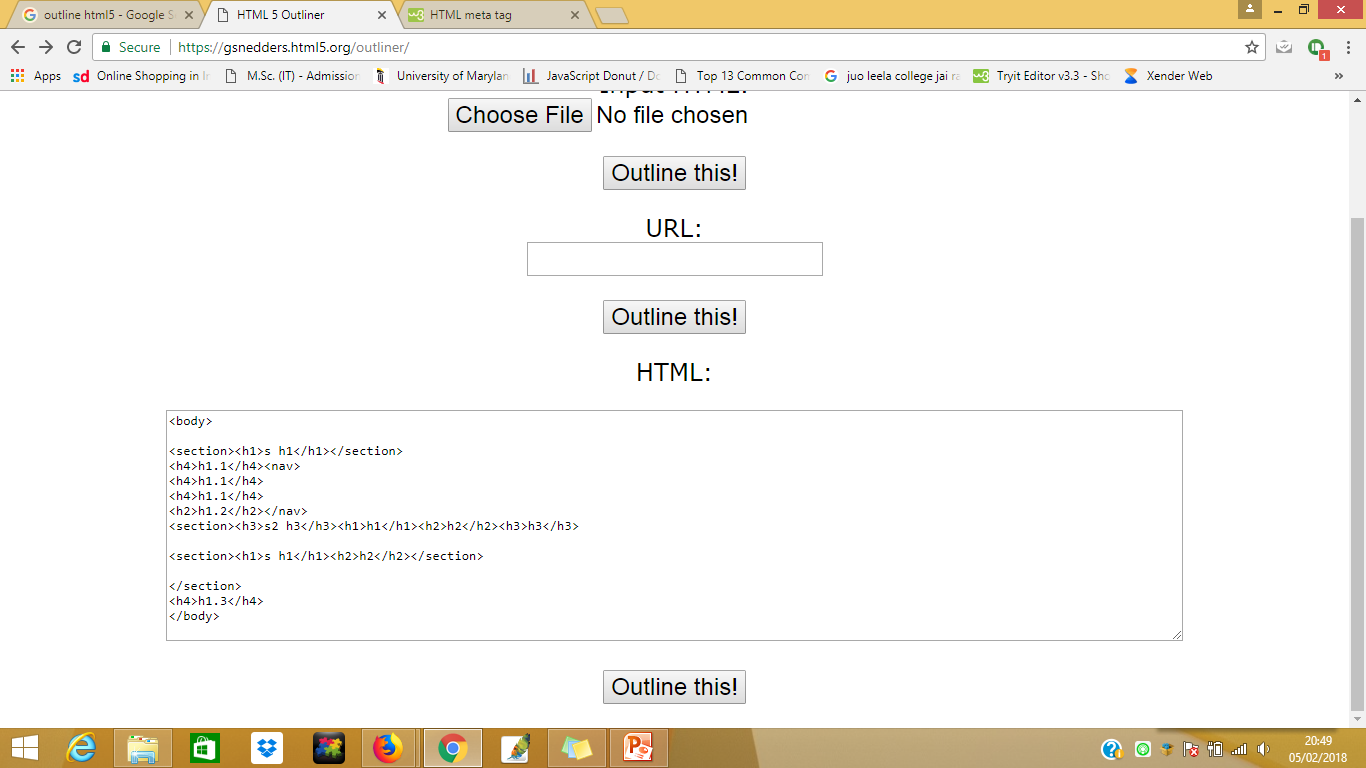 outline html5 - Google S
HTML 5 Outliner
HTML meta tag
Secure
https://gsnedders.html5.org/outliner/
Apps
sd Online Shopping in In
M.Sc. (IT) - Admission
University of Marylan
JavaScript Donut / Do
Top 13 Common Con
juo leela college jai ra
Tryit Editor v3.3 - Sho
Xender Web
»
1
Input HTML:
Choose File No file chosen
Outline this!
URL:
Outline this!
HTML:
<body>
<section><h1>s h1</h1></section>
<h4>h1.1</h4><nav>
<h4>h1.1</h4>
<h4>h1.1</h4>
<h2>h1.2</h2></nav>
<section><h3>s2 h3</h3><h1>h1</h1><h2>h2</h2><h3>h3</h3>
<section><h1>s h1</h1><h2>h2</h2></section>
</section>
<h4>h1.3</h4>
</body>
Outline this!
20:49
05/02/2018